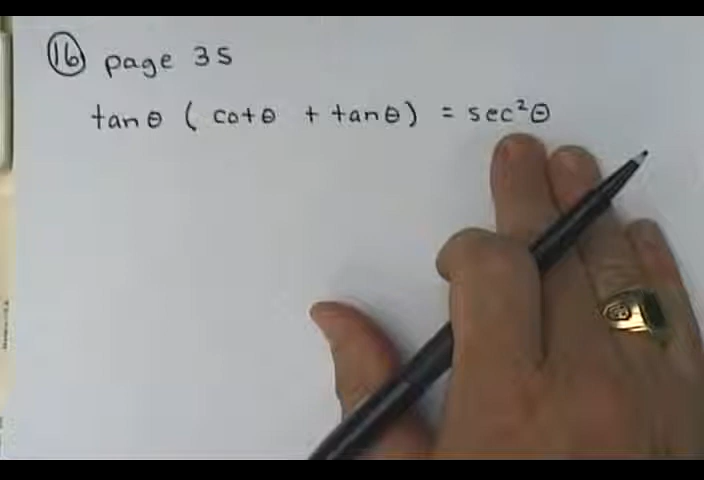 16 page 35
tanθ ( cotθ + tanθ) = sec²θ